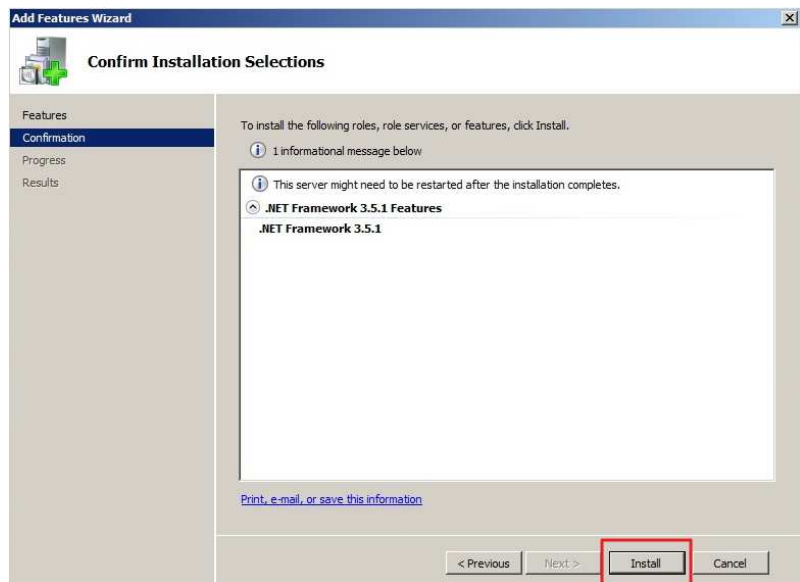 Add Features Wizard
Confirm Installation Selections
Features
Confirmation
Progress
Results
To install the following roles, role services, or features, click Install.
1 informational message below
This server might need to be restarted after the installation completes.
.NET Framework 3.5.1 Features
.NET Framework 3.5.1
Print, e-mail, or save this information
< Previous Next > Install Cancel